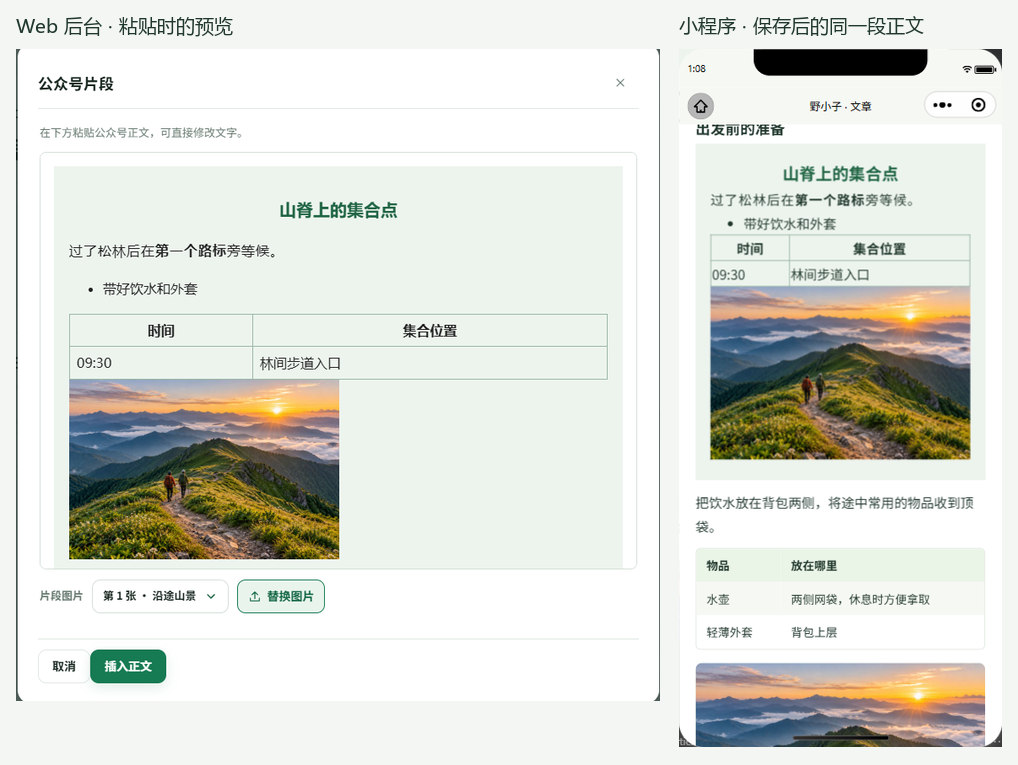 Web 后台 · 粘贴时的预览
公众号片段
×
在下方粘贴公众号正文，可直接修改文字。
山脊上的集合点
过了松林后在第一个路标旁等候。
• 带好饮水和外套
时间 集合位置
09:30 林间步道入口
片段图片 第 1 张 · 沿途山景 替换图片
取消 插入正文
小程序 · 保存后的同一段正文
1:08
野小子 · 文章
出发前的准备
山脊上的集合点
过了松林后在第一个路标旁等候。
• 带好饮水和外套
时间 集合位置
09:30 林间步道入口
把饮水放在背包两侧，将途中常用的物品收到顶
袋。
物品 放在哪里
水壶 两侧网袋，休息时方便拿取
轻薄外套 背包上层